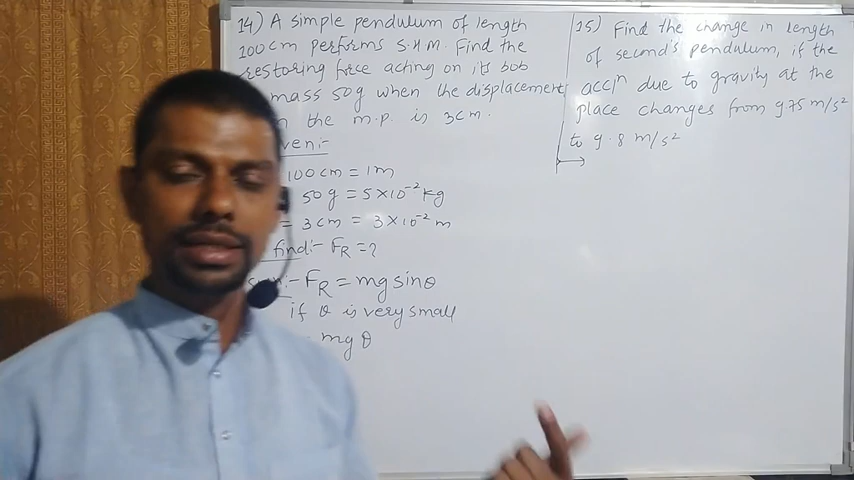 14) A simple pendulum of length
100cm performs S.H.M. Find the
restoring force acting on its bob
mass 50g when the displacement
the m.p. is 3cm.
ven:-
100cm = 1m
50g = 5×10⁻² kg
= 3cm = 3×10⁻² m
find:- F_R = ?
:- F_R = mg sinθ
if θ is very small
mg θ
15) Find the change in length
of second's pendulum, if the
accⁿ due to gravity at the
place changes from 9.75 m/s²
to 9.8 m/s²